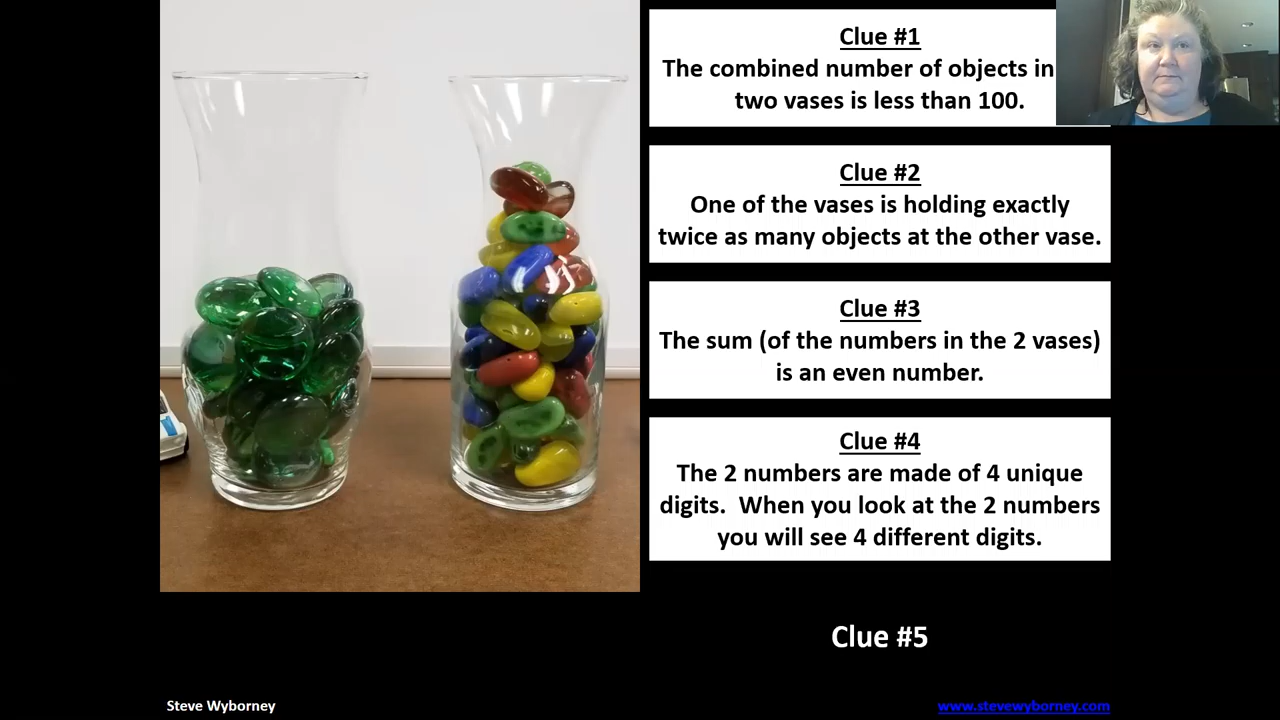 Clue #1
The combined number of objects in
two vases is less than 100.
Clue #2
One of the vases is holding exactly
twice as many objects at the other vase.
Clue #3
The sum (of the numbers in the 2 vases)
is an even number.
Clue #4
The 2 numbers are made of 4 unique
digits. When you look at the 2 numbers
you will see 4 different digits.
Clue #5
Steve Wyborney
www.stevewyborney.com